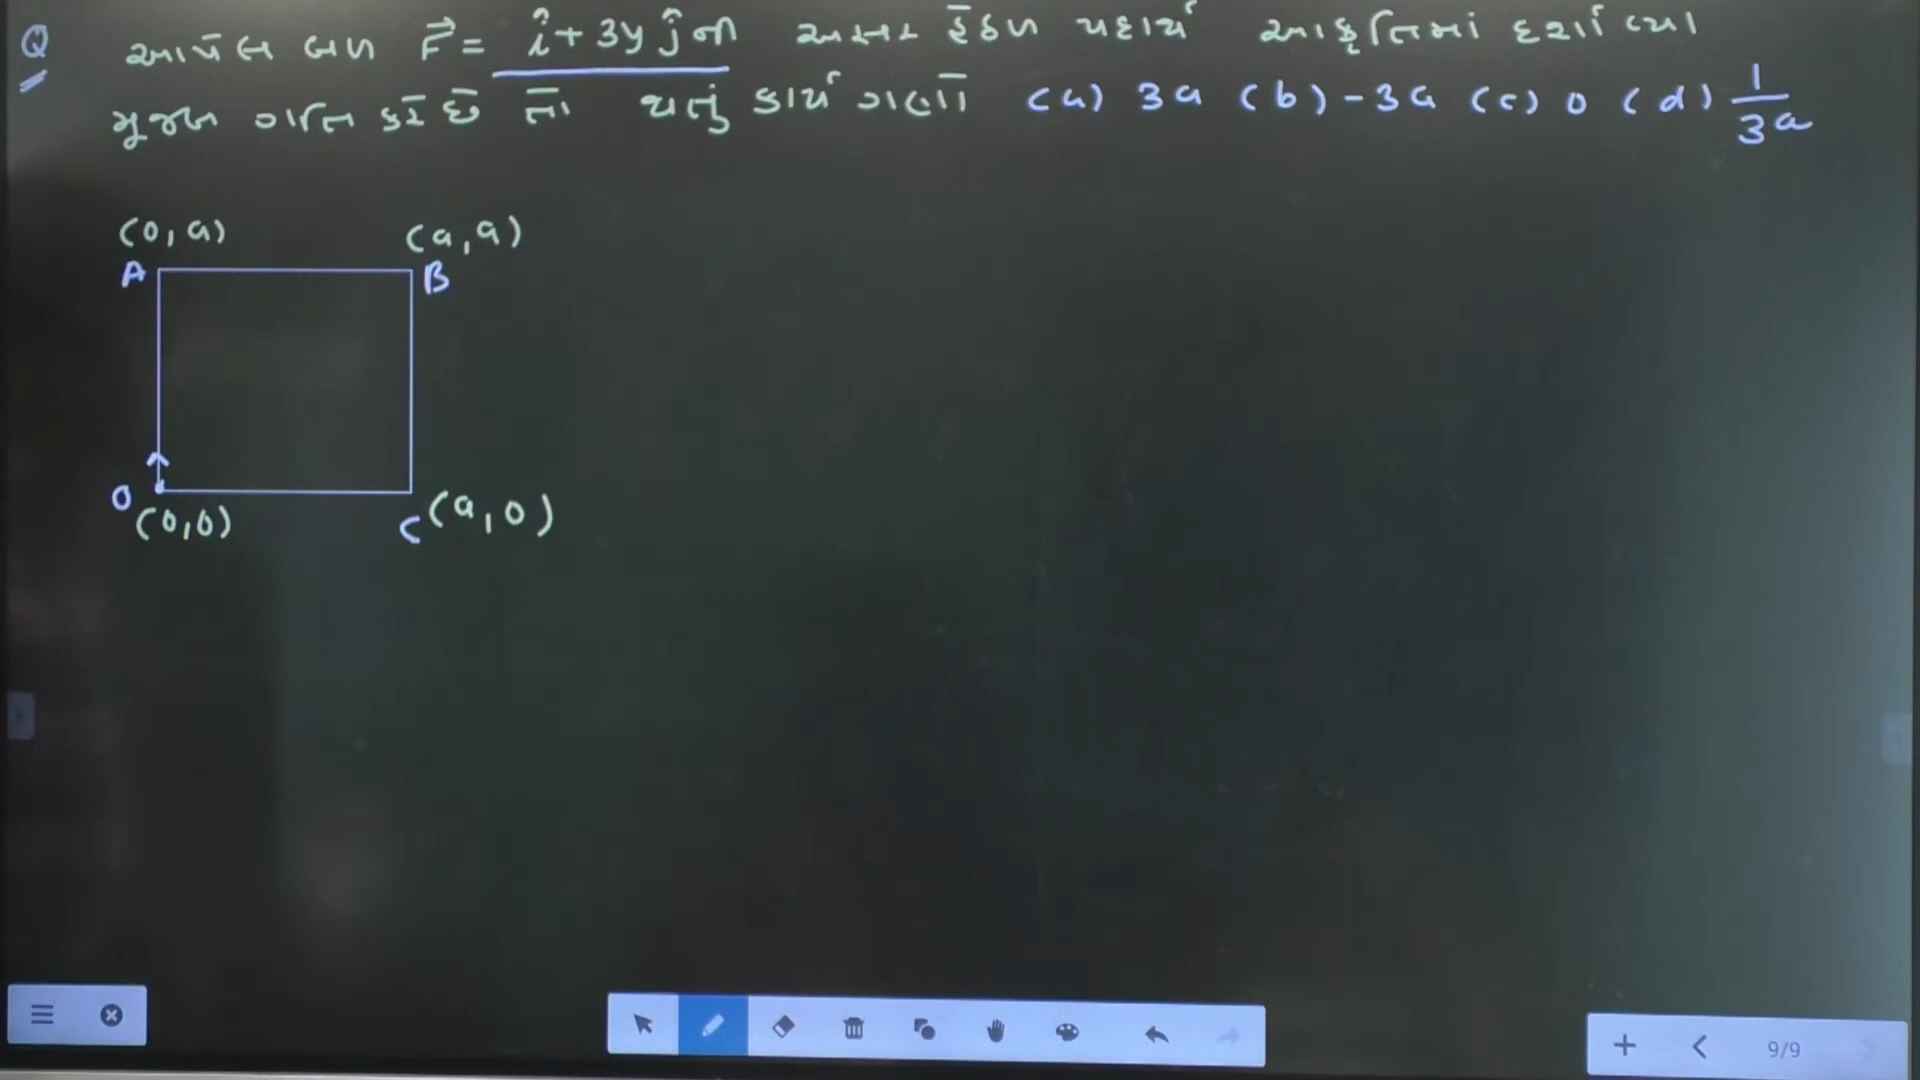 Q આપેલ બળ F⃗ = î + 3y ĵ ની અસર હેઠળ પદાર્થ આકૃતિમાં દર્શાવ્યા
મુજબ ગતિ કરે છે તો થતું કાર્ય ગણો (a) 3a (b) -3a (c) 0 (d) 1/3a
(0,a) (a,a)
A B
O (0,0) C (a,0)
9/9